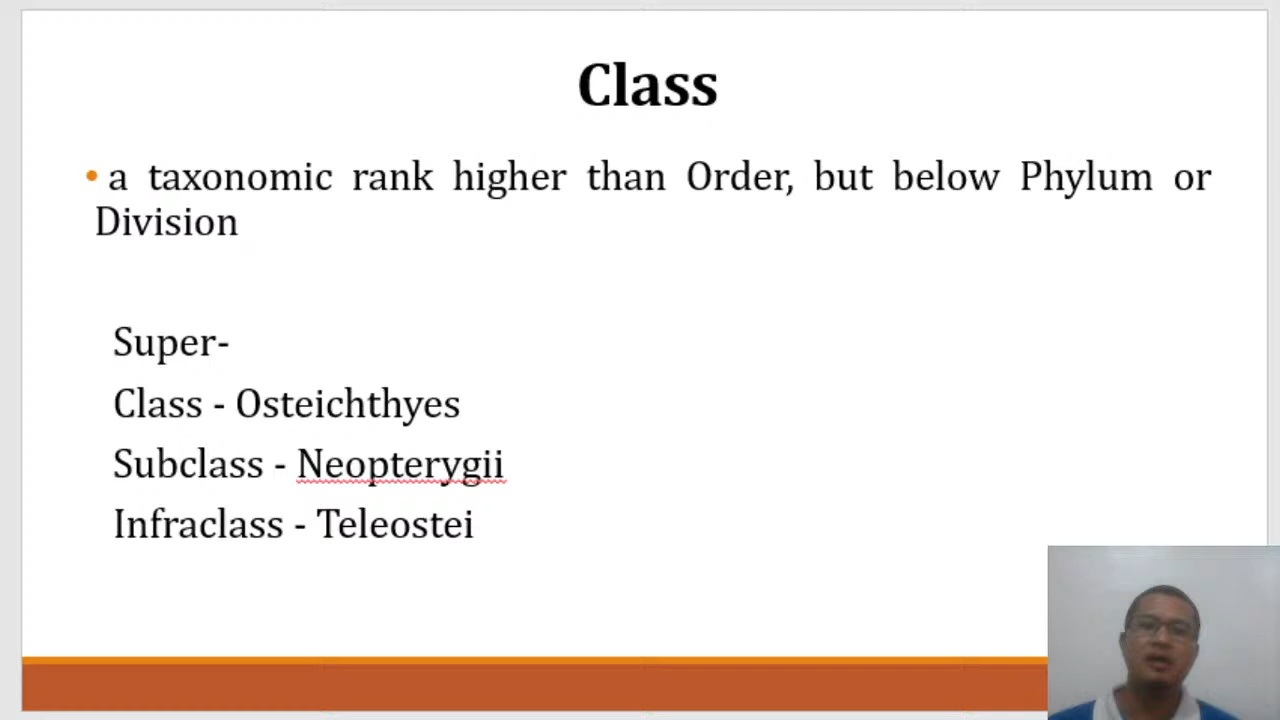 Class
• a taxonomic rank higher than Order, but below Phylum or
Division
Super-
Class - Osteichthyes
Subclass - Neopterygii
Infraclass - Teleostei